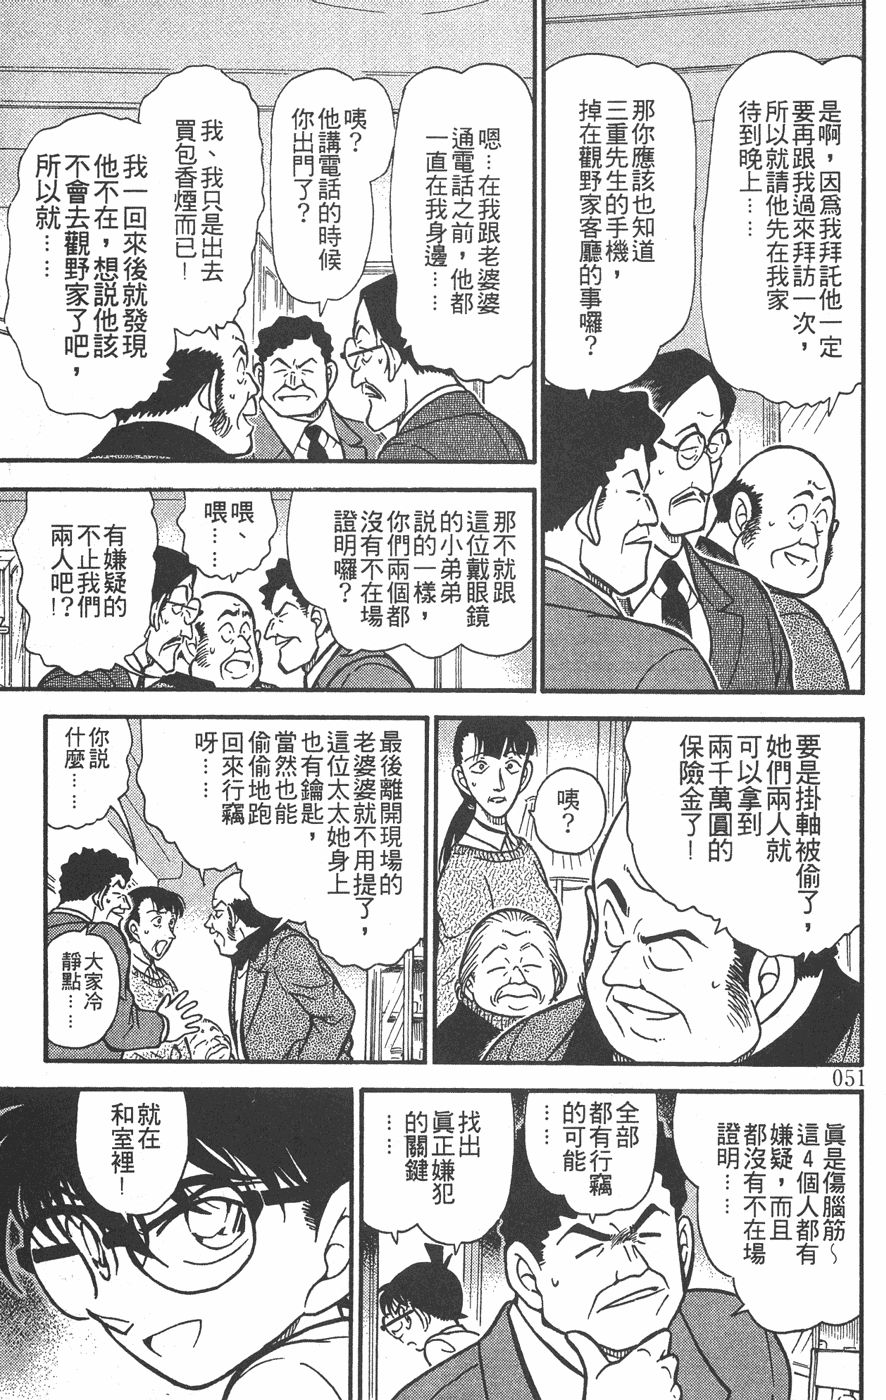 是啊，因為我拜託他一定
要再跟我過來拜訪一次，
所以就請他先在我家
待到晚上…
那你應該也知道
三重先生的手機，
掉在觀野家客廳的事囉？
嗯…在我跟老婆婆
通電話之前，他都
一直在我身邊……
咦？
他講電話的時候
你出門了？
我、我只是出去
買包香煙而已！
我一回來後就發現
他不在，想說他該
不會去觀野家了吧，
所以就……
那不就跟
這位戴眼鏡
的小弟弟
說的一樣，
你們兩個都
沒有不在場
證明囉？
喂、
喂……
有嫌疑的
不止我們
兩人吧！？
要是掛軸被偷了，
她們兩人就
可以拿到
兩千萬圓的
保險金了！
咦？
最後離開現場的
老婆婆就不用提了，
這位太太她身上
也有鑰匙，
當然也能
偷偷地跑
回來行竊
呀……
你說
什麼……
大家冷
靜點……
051
真是傷腦筋～
這4個人都有
嫌疑，而且
都沒有不在場
證明……
全部
都有行竊
的可能
……
找出
真正嫌犯
的關鍵
……
就在
和室裡！